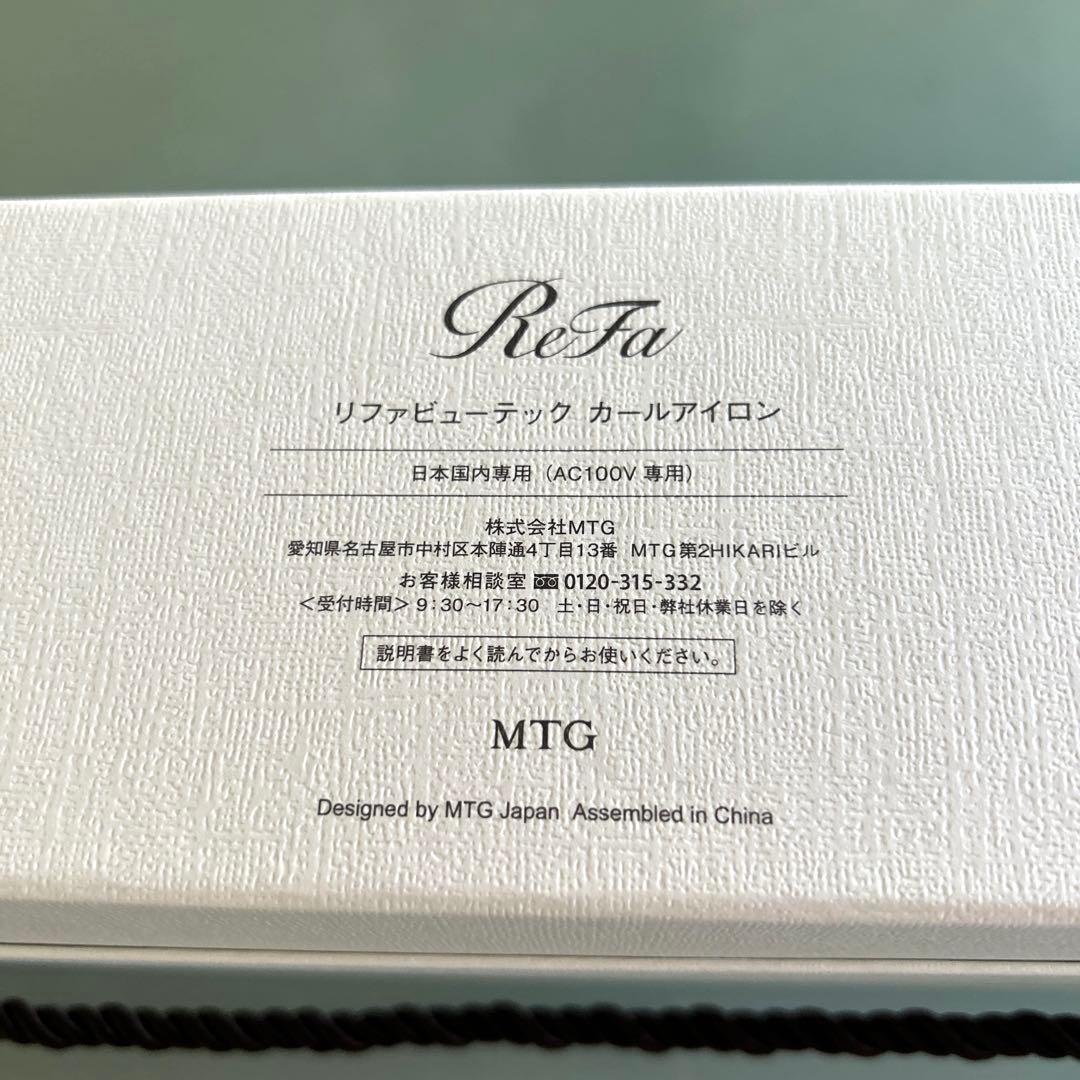 ReFa
リファビューテック カールアイロン
日本国内専用（AC100V 専用）
株式会社MTG
愛知県名古屋市中村区本陣通4丁目13番 MTG第2HIKARIビル
お客様相談室 0120-315-332
＜受付時間＞9：30〜17：30 土・日・祝日・弊社休業日を除く
説明書をよく読んでからお使いください。
MTG
Designed by MTG Japan Assembled in China